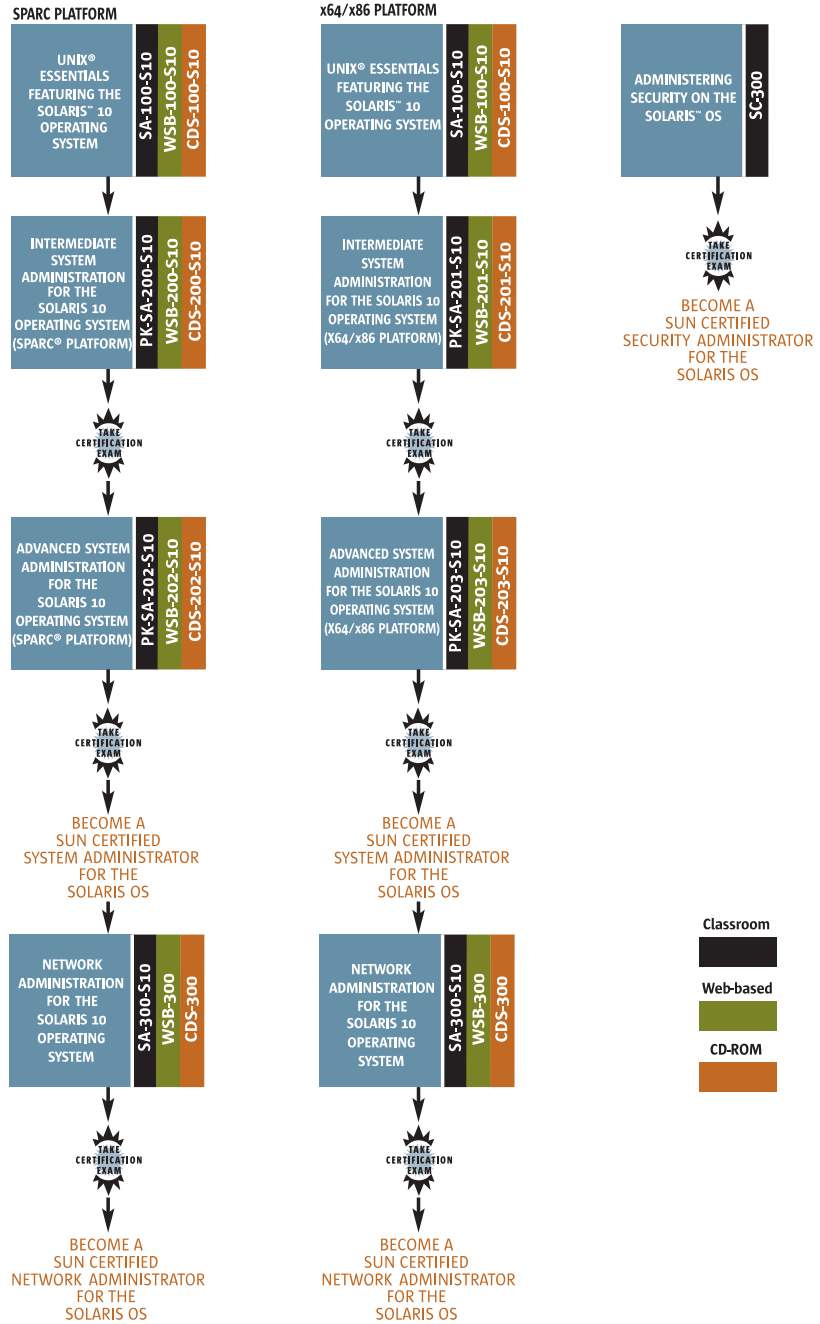 SPARC PLATFORM
UNIX®
ESSENTIALS
FEATURING THE
SOLARIS™ 10
OPERATING
SYSTEM
SA-100-S10
WSB-100-S10
CDS-100-S10
INTERMEDIATE
SYSTEM
ADMINISTRATION
FOR THE
SOLARIS 10
OPERATING SYSTEM
(SPARC® PLATFORM)
PK-SA-200-S10
WSB-200-S10
CDS-200-S10
TAKE
CERTIFICATION
EXAM
ADVANCED SYSTEM
ADMINISTRATION
FOR THE
SOLARIS 10
OPERATING SYSTEM
(SPARC® PLATFORM)
PK-SA-202-S10
WSB-202-S10
CDS-202-S10
TAKE
CERTIFICATION
EXAM
BECOME A
SUN CERTIFIED
SYSTEM ADMINISTRATOR
FOR THE
SOLARIS OS
NETWORK
ADMINISTRATION
FOR THE
SOLARIS 10
OPERATING
SYSTEM
SA-300-S10
WSB-300
CDS-300
TAKE
CERTIFICATION
EXAM
BECOME A
SUN CERTIFIED
NETWORK ADMINISTRATOR
FOR THE
SOLARIS OS
x64/x86 PLATFORM
UNIX® ESSENTIALS
FEATURING THE
SOLARIS™ 10
OPERATING SYSTEM
SA-100-S10
WSB-100-S10
CDS-100-S10
INTERMEDIATE
SYSTEM
ADMINISTRATION
FOR THE SOLARIS 10
OPERATING SYSTEM
(X64/x86 PLATFORM)
PK-SA-201-S10
WSB-201-S10
CDS-201-S10
TAKE
CERTIFICATION
EXAM
ADVANCED SYSTEM
ADMINISTRATION
FOR THE SOLARIS 10
OPERATING SYSTEM
(X64/x86 PLATFORM)
PK-SA-203-S10
WSB-203-S10
CDS-203-S10
TAKE
CERTIFICATION
EXAM
BECOME A
SUN CERTIFIED
SYSTEM ADMINISTRATOR
FOR THE
SOLARIS OS
NETWORK
ADMINISTRATION
FOR THE
SOLARIS 10
OPERATING
SYSTEM
SA-300-S10
WSB-300
CDS-300
TAKE
CERTIFICATION
EXAM
BECOME A
SUN CERTIFIED
NETWORK ADMINISTRATOR
FOR THE
SOLARIS OS
ADMINISTERING
SECURITY ON THE
SOLARIS™ OS
SC-300
TAKE
CERTIFICATION
EXAM
BECOME A
SUN CERTIFIED
SECURITY ADMINISTRATOR
FOR THE
SOLARIS OS
Classroom
Web-based
CD-ROM